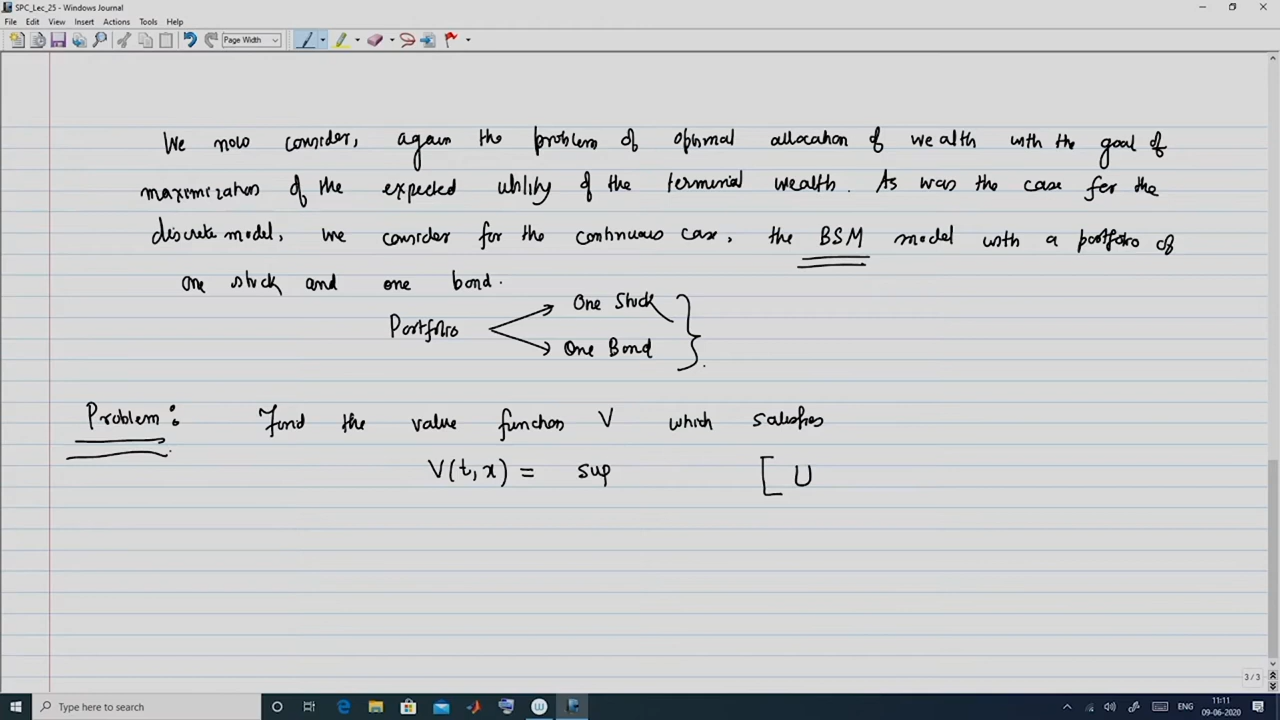 SPC_Lec_25 - Windows Journal
File Edit View Insert Actions Tools Help
Page Width
We now consider, again the problem of optimal allocation of wealth with the goal of
maximization of the expected utility of the terminal wealth. As was the case for the
discrete model, we consider for the continuous case, the BSM model with a portfolio of
one stock and one bond.
One Stock
Portfolio
One Bond
Problem: Find the value function V which satisfies
V(t,x) = sup [ U
3/3
Type here to search
ENG
11:11
09-06-2020